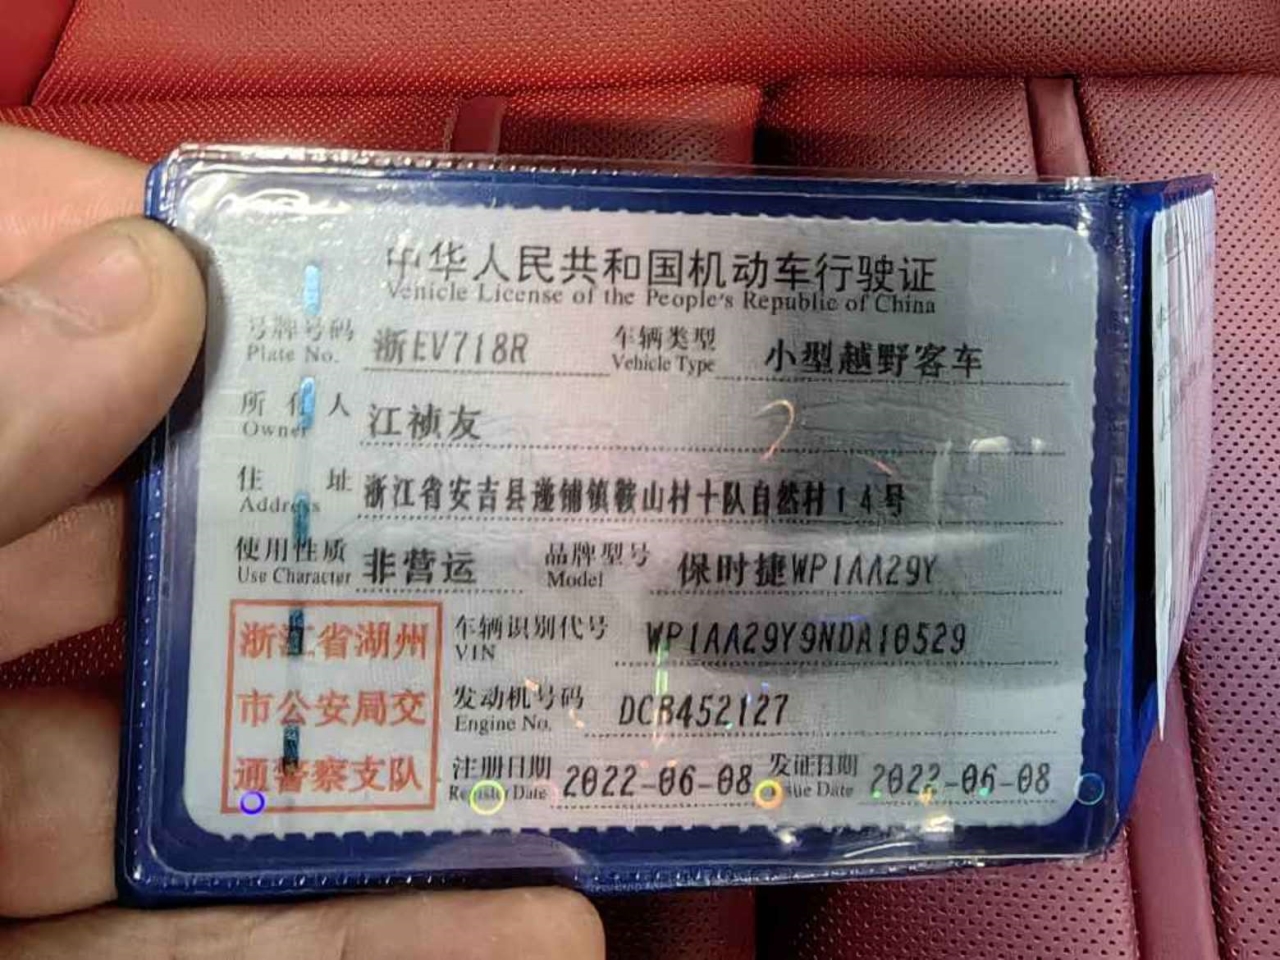 中华人民共和国机动车行驶证
Vehicle License of the People's Republic of China
号牌号码 浙EV718R 车辆类型 小型越野客车
Plate No. Vehicle Type
所有人 江祯友
Owner
住址 浙江省安吉县递铺镇鞍山村十队自然村14号
Address
使用性质 非营运 品牌型号 保时捷WP1AA29Y
Use Character Model
浙江省湖州
市公安局交
通警察支队
车辆识别代号 WP1AA29Y9NDA10529
VIN
发动机号码 DCB452127
Engine No.
注册日期 2022-06-08 发证日期 2022-06-08
Register Date Issue Date